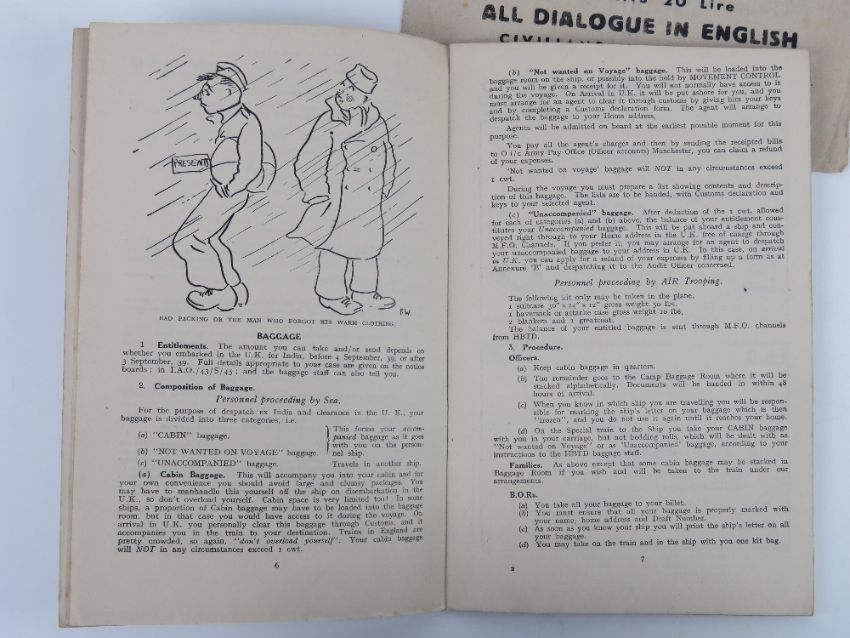 20 Lire
ALL DIALOGUE IN ENGLISH
PRESENTS
BW
BAD PACKING OR THE MAN WHO FORGOT HIS WARM CLOTHING.
BAGGAGE
1 Entitlements. The amount you can take and/or send depends on
whether you embarked in the U.K. for India, before 4 September, 39, or after
3 September, 39. Full details appropriate to your case are given on the notice
boards; in I.A.O./43/S/45; and the baggage staff can also tell you.
2. Composition of Baggage.
Personnel proceeding by Sea.
For the purpose of despatch ex India and clearance in the U. K., your
baggage is divided into three categories, i.e.
(a) "CABIN" baggage.
(b) "NOT WANTED ON VOYAGE" baggage.
This forms your accom-
panied baggage as it goes
with you on the person-
nel ship.
(c) "UNACCOMPANIED" baggage. Travels in another ship.
(a) Cabin Baggage. This will accompany you into your cabin and for
your own convenience you should avoid large and clumsy packages. You
may have to manhandle this yourself off the ship on disembarkation in the
U.K., so don't overload yourself. Cabin space is very limited too! In some
ships, a proportion of Cabin baggage may have to be loaded into the baggage
room, but in that case you would have access to it during the voyage. On
arrival in U.K. you personally clear this baggage through Customs, and it
accompanies you in the train to your destination. Trains in England are
pretty crowded, so again, "don't overload yourself". Your cabin baggage
will NOT in any circumstances exceed 1 cwt.
6
(b) "Not wanted on Voyage" baggage. This will be loaded into the
baggage room on the ship, or possibly into the hold by MOVEMENT CONTROL
and you will be given a receipt for it. You will not normally have access to it
during the voyage. On Arrival in U.K. it will be put ashore for you, and you
must arrange for an agent to clear it through customs by giving him your keys
and by completing a Customs declaration form. The agent will arrange to
despatch the baggage to your Home address.
Agents will be admitted on board at the earliest possible moment for this
purpose.
You pay all the agent's charges and then by sending the receipted bills
to O i/c Army Pay Office (Officer accounts) Manchester, you can claim a refund
of your expenses.
'Not wanted on voyage' baggage will NOT in any circumstances exceed
1 cwt.
During the voyage you must prepare a list showing contents and descrip-
tion of this baggage. The lists are to be handed, with Customs declaration and
keys to your selected agent.
(c) "Unaccompenied" baggage. After deduction of the 1 cwt. allowed
for each of categories (a) and (b) above, the balance of your entitlement cons-
titutes your Unaccompanied baggage. This will be put aboard a ship and con-
veyed right through to your Home address in the U.K. free of charge through
M.F.O. Channels. If you prefer it, you may arrange for an agent to despatch
your unaccompanied baggage to your address in U.K. In this case, on arrival
in U.K. you can apply for a refund of your expenses by filing up a form as at
Annexure 'B' and despatching it to the Audit Officer concerned.
Personnel proceeding by AIR Trooping.
The following kit only may be taken in the plane.
1 suitcase 30" x 24" x 12" gross weight 50 lbs.
1 haversack or attache case gross weight 10 lbs,
2 blankets and 1 greatcoat.
The balance of your entitled baggage is sent through M.F.O. channels
from HBTD.
3. Procedure.
Officers.
(a) Keep cabin baggage in quarters.
(b) The remainder goes to the Camp Baggage Room where it will be
stacked alphabetically. Documents will be handed in within 48
hours of arrival.
(c) When you know in which ship you are travelling you will be respon-
sible for marking the ship's letter on your baggage which is then
"frozen", and you do not use it again until it reaches your home.
(d) On the Special train to the Ship you take your CABIN baggage
with you in your carriage, but not bedding rolls, which will be dealt with as
"Not wanted on Voyage" or as 'Unaccompanied' baggage, according to your
instructions to the HBTD baggage staff.
Families. As above except that some cabin baggage may be stacked in
Baggage Room if you wish and will be taken to the train under our
arrangements.
B.O.Rs.
(a) You take all your baggage to your billet.
(b) You must ensure that all your baggage is properly marked with
your name, home address and Draft Number.
(c) As soon as you know your ship you will print the ship's letter on all
your baggage.
(d) You may take on the train and in the ship with you one kit bag.
2
7